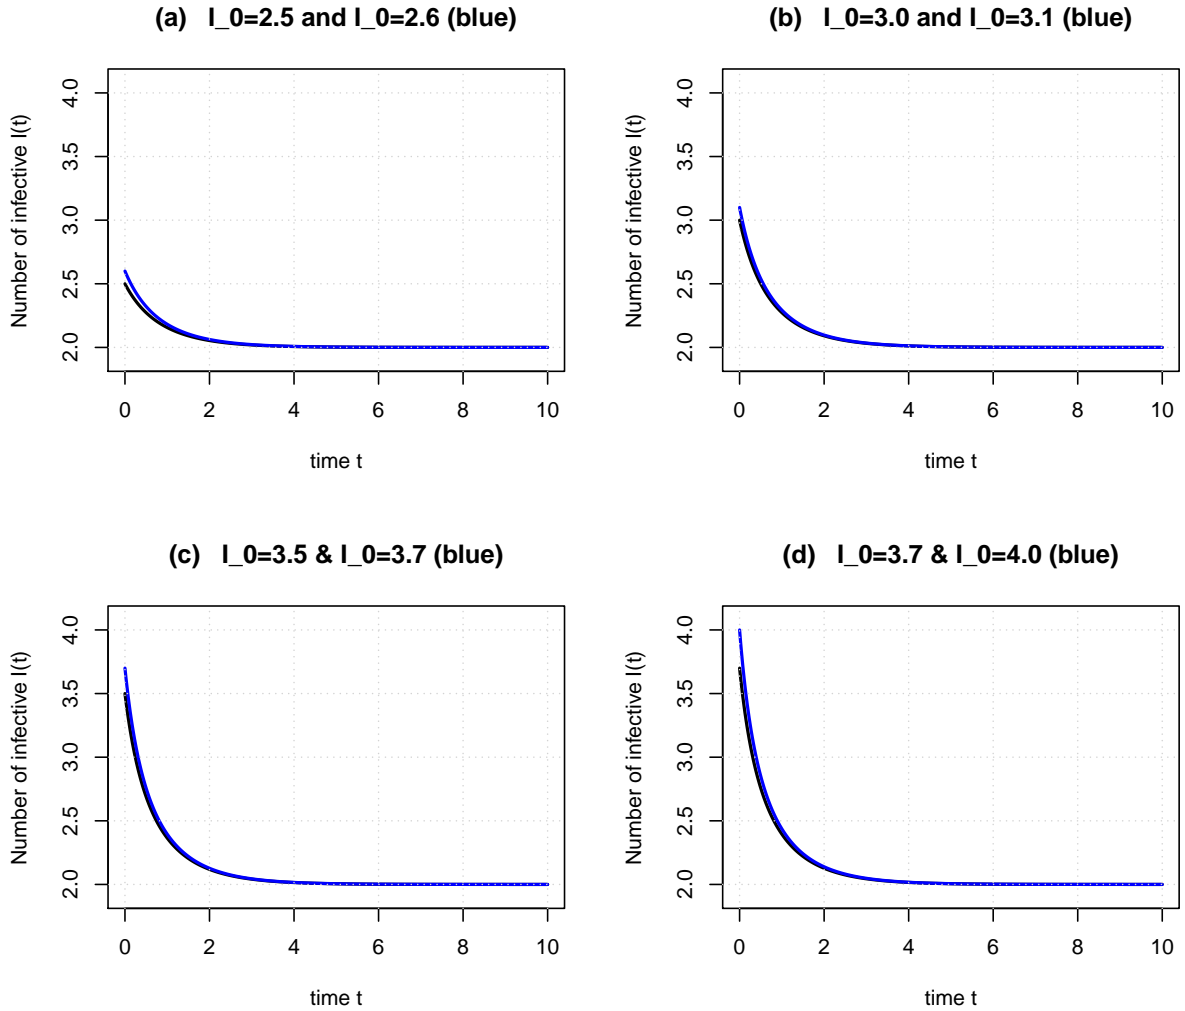 (a)   I_0=2.5 and I_0=2.6 (blue)
Number of infective I(t)
4.0
3.5
3.0
2.5
2.0
0 2 4 6 8 10
time t
(b)   I_0=3.0 and I_0=3.1 (blue)
Number of infective I(t)
4.0
3.5
3.0
2.5
2.0
0 2 4 6 8 10
time t
(c)   I_0=3.5 & I_0=3.7 (blue)
Number of infective I(t)
4.0
3.5
3.0
2.5
2.0
0 2 4 6 8 10
time t
(d)   I_0=3.7 & I_0=4.0 (blue)
Number of infective I(t)
4.0
3.5
3.0
2.5
2.0
0 2 4 6 8 10
time t